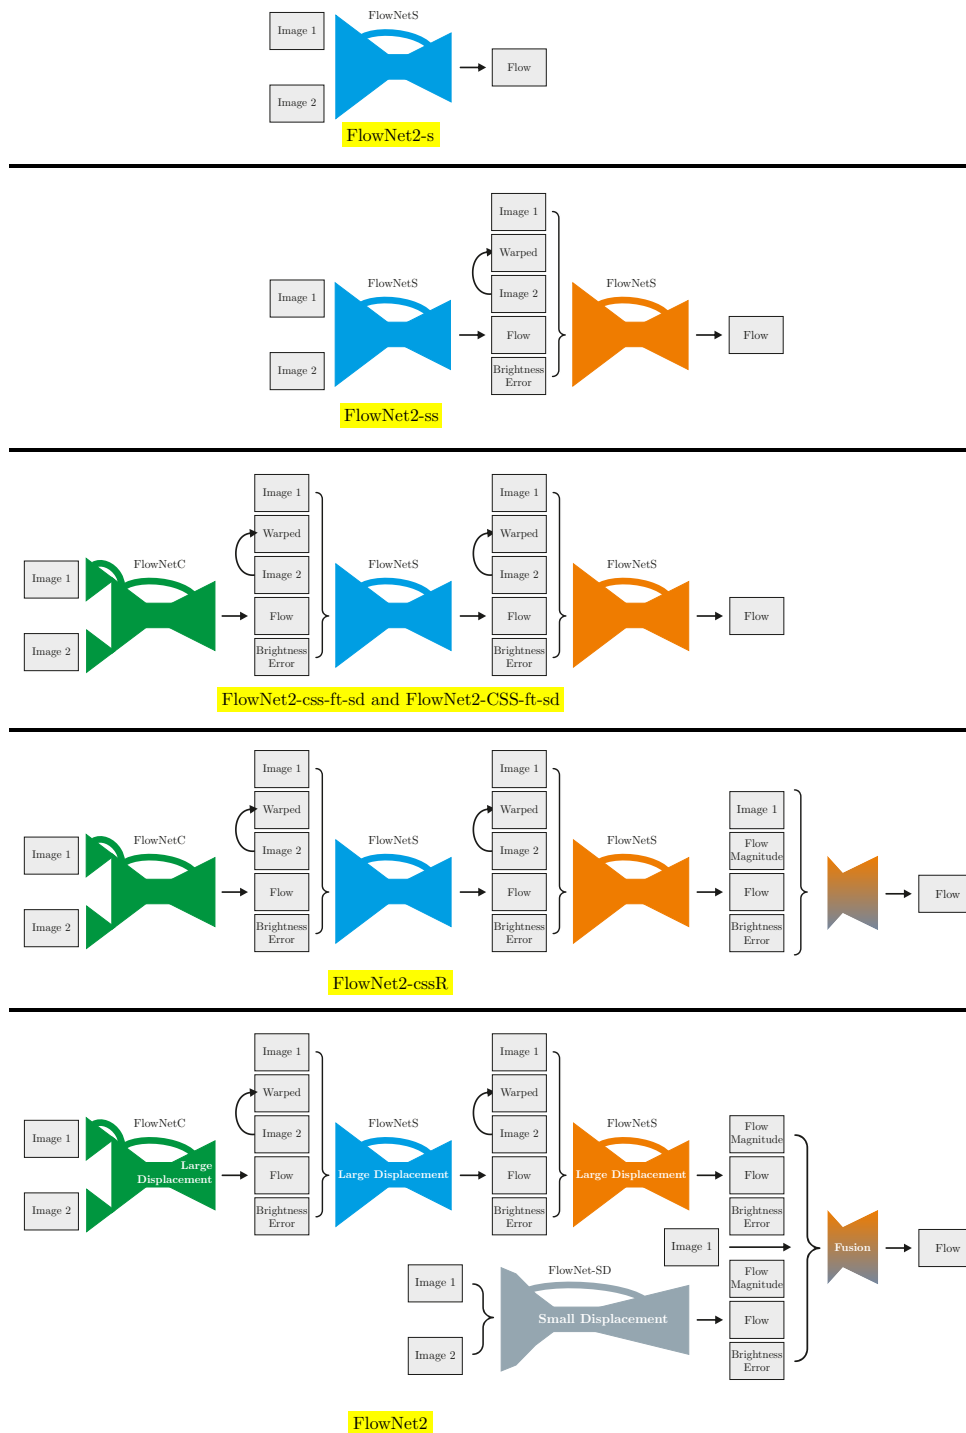 FlowNetS
Image 1
Flow
Image 2
FlowNet2-s
Image 1
Warped
FlowNetS
Image 1
Image 2
FlowNetS
Flow
Flow
Image 2
Brightness
Error
FlowNet2-ss
Image 1
Image 1
Warped
Warped
FlowNetC
FlowNetS
FlowNetS
Image 1
Image 2
Image 2
Flow
Flow
Flow
Image 2
Brightness
Error
Brightness
Error
FlowNet2-css-ft-sd and FlowNet2-CSS-ft-sd
Image 1
Image 1
Warped
Warped
Image 1
FlowNetC
FlowNetS
FlowNetS
Image 1
Image 2
Image 2
Flow
Magnitude
Flow
Flow
Flow
Flow
Image 2
Brightness
Error
Brightness
Error
Brightness
Error
FlowNet2-cssR
Image 1
Image 1
Warped
Warped
FlowNetC
FlowNetS
FlowNetS
Image 1
Image 2
Image 2
Flow
Magnitude
Large
Displacement
Flow
Large Displacement
Flow
Large Displacement
Flow
Image 2
Brightness
Error
Brightness
Error
Brightness
Error
Image 1
Fusion
Flow
FlowNet-SD
Image 1
Flow
Magnitude
Small Displacement
Flow
Image 2
Brightness
Error
FlowNet2